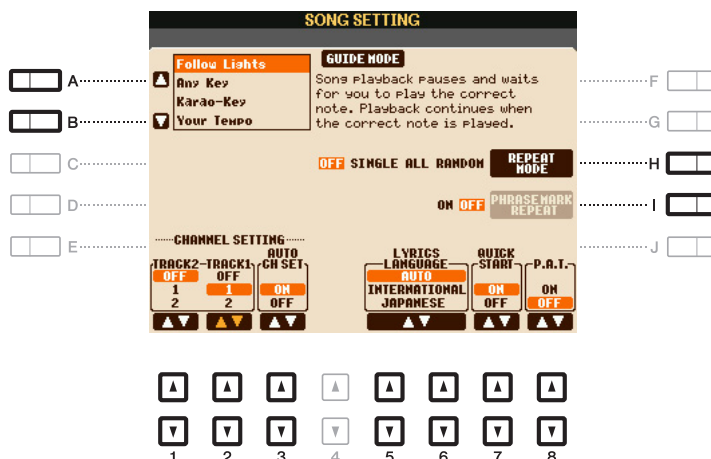 SONG SETTING
Follow Lights
Any Key
Karao-Key
Your Tempo
GUIDE MODE
Song playback pauses and waits
for you to play the correct
note. Playback continues when
the correct note is played.
OFF SINGLE ALL RANDOM
REPEAT
MODE
ON OFF
PHRASE MARK
REPEAT
CHANNEL SETTING
TRACK2 TRACK1
OFF OFF
1 1
2 2
AUTO
CH SET
ON
OFF
LYRICS
LANGUAGE
AUTO
INTERNATIONAL
JAPANESE
QUICK
START
ON
OFF
P.A.T.
ON
OFF
A
B
C
D
E
F
G
H
I
J
1 2 3 4 5 6 7 8